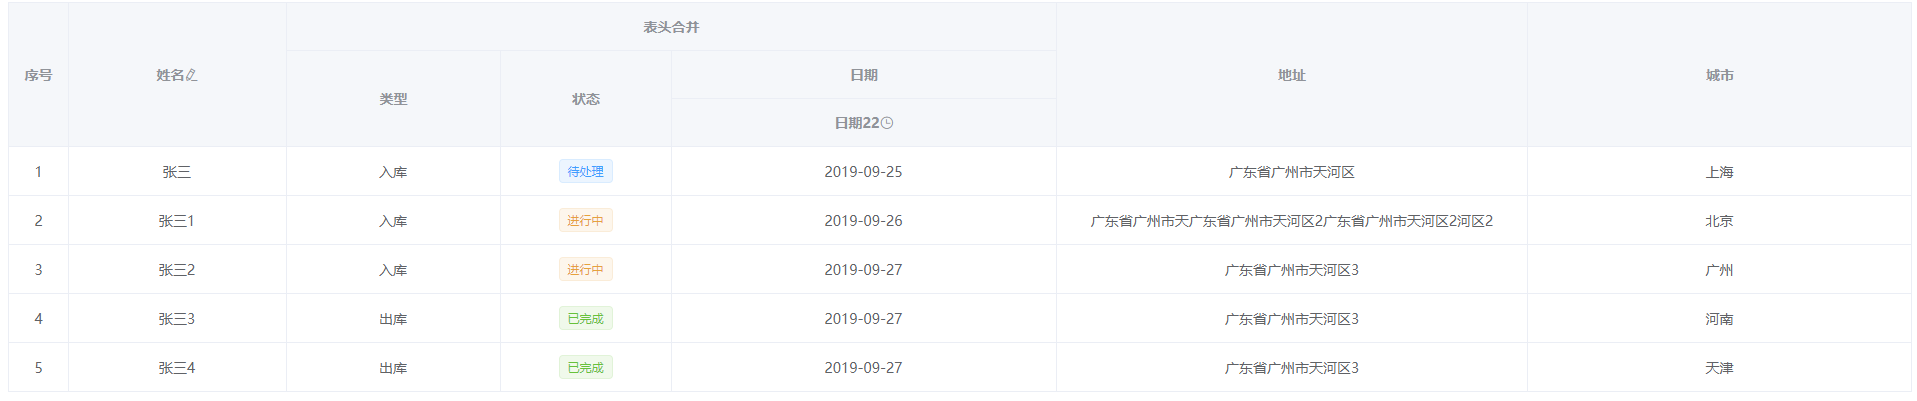 表头合并
序号 姓名 日期 地址 城市
类型 状态
日期22
1 张三 入库 待处理 2019-09-25 广东省广州市天河区 上海
2 张三1 入库 进行中 2019-09-26 广东省广州市天广东省广州市天河区2广东省广州市天河区2河区2 北京
3 张三2 入库 进行中 2019-09-27 广东省广州市天河区3 广州
4 张三3 出库 已完成 2019-09-27 广东省广州市天河区3 河南
5 张三4 出库 已完成 2019-09-27 广东省广州市天河区3 天津